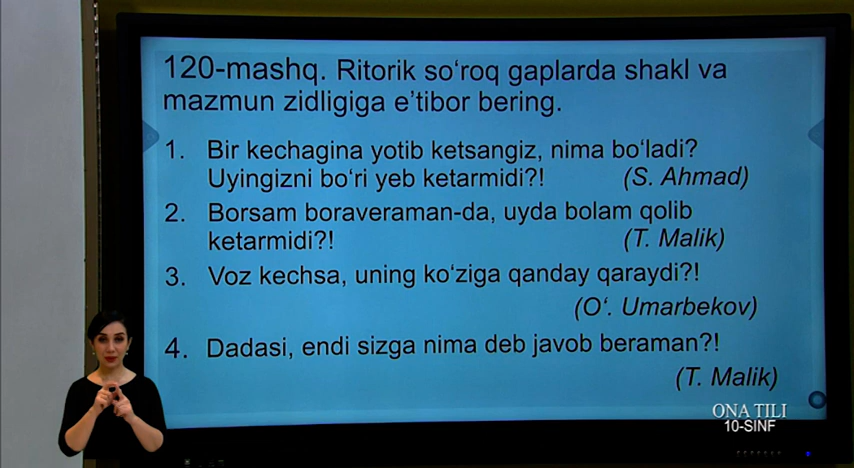 120-mashq. Ritorik so‘roq gaplarda shakl va
mazmun zidligiga e’tibor bering.
1. Bir kechagina yotib ketsangiz, nima bo‘ladi?
Uyingizni bo‘ri yeb ketarmidi?! (S. Ahmad)
2. Borsam boraveraman-da, uyda bolam qolib
ketarmidi?! (T. Malik)
3. Voz kechsa, uning ko‘ziga qanday qaraydi?!
(O‘. Umarbekov)
4. Dadasi, endi sizga nima deb javob beraman?!
(T. Malik)
ONA TILI
10-SINF